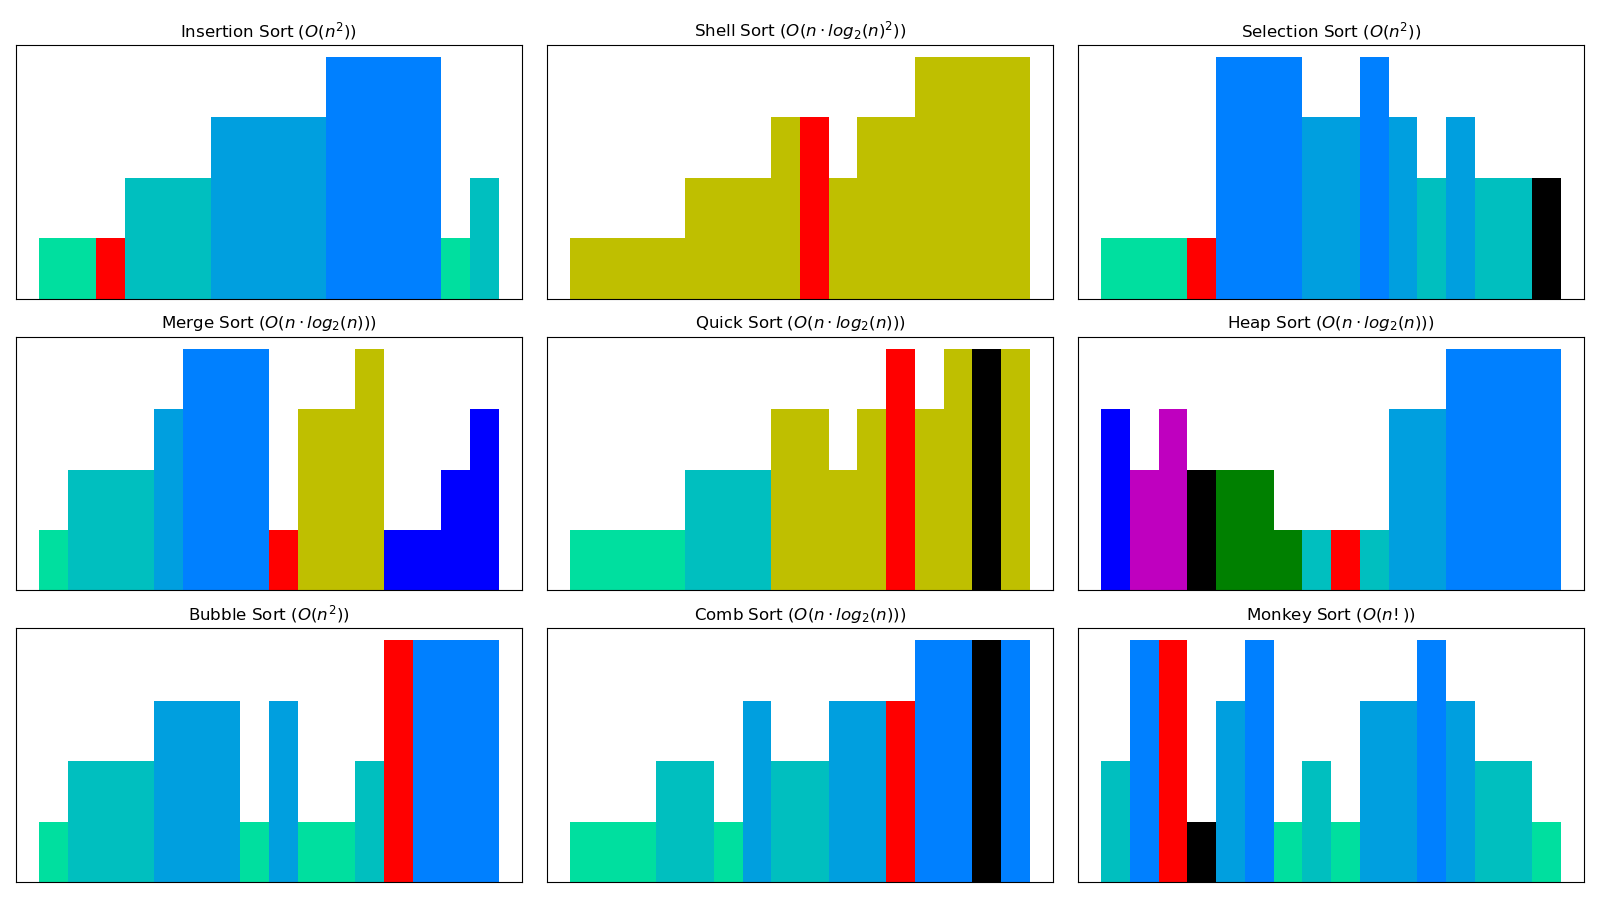 Insertion Sort (O(n²))
Shell Sort (O(n · log₂(n)²))
Selection Sort (O(n²))
Merge Sort (O(n · log₂(n)))
Quick Sort (O(n · log₂(n)))
Heap Sort (O(n · log₂(n)))
Bubble Sort (O(n²))
Comb Sort (O(n · log₂(n)))
Monkey Sort (O(n! ))